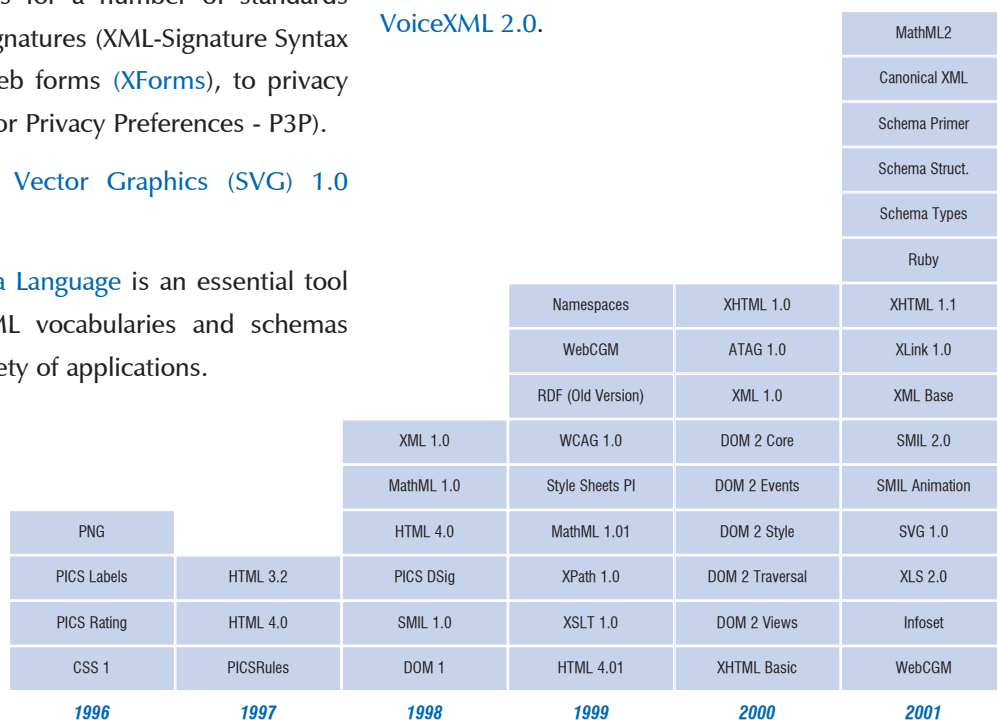 s for a number of standards
gnatures (XML-Signature Syntax
eb forms (XForms), to privacy
or Privacy Preferences - P3P).
Vector Graphics (SVG) 1.0
a Language is an essential tool
ML vocabularies and schemas
ety of applications.
VoiceXML 2.0.
MathML2
Canonical XML
Schema Primer
Schema Struct.
Schema Types
Ruby
Namespaces XHTML 1.0 XHTML 1.1
WebCGM ATAG 1.0 XLink 1.0
RDF (Old Version) XML 1.0 XML Base
XML 1.0 WCAG 1.0 DOM 2 Core SMIL 2.0
MathML 1.0 Style Sheets PI DOM 2 Events SMIL Animation
PNG HTML 4.0 MathML 1.01 DOM 2 Style SVG 1.0
PICS Labels HTML 3.2 PICS DSig XPath 1.0 DOM 2 Traversal XLS 2.0
PICS Rating HTML 4.0 SMIL 1.0 XSLT 1.0 DOM 2 Views Infoset
CSS 1 PICSRules DOM 1 HTML 4.01 XHTML Basic WebCGM
1996 1997 1998 1999 2000 2001